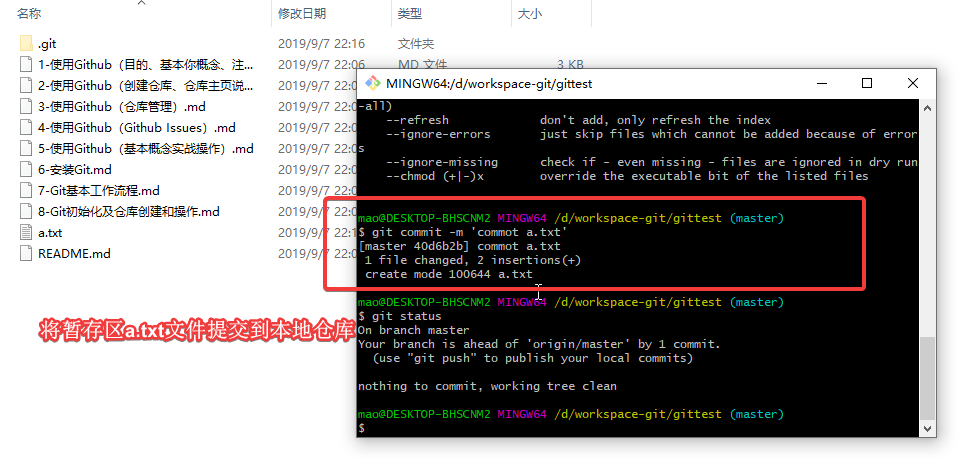 名称 修改日期 类型 大小
.git 2019/9/7 22:16 文件夹
1-使用Github（目的、基本你概念、注... 2019/9/7 22:06 MD 文件 3 KB
2-使用Github（创建仓库、仓库主页说... 2019/9/7 22:0
3-使用Github（仓库管理）.md 2019/9/7 22:0
4-使用Github（Github Issues）.md 2019/9/7 22:0
5-使用Github（基本概念实战操作）.md 2019/9/7 22:0
6-安装Git.md 2019/9/7 22:0
7-Git基本工作流程.md 2019/9/7 22:0
8-Git初始化及仓库创建和操作.md 2019/9/7 22:0
a.txt 2019/9/7 22:1
README.md 2019/9/7 22:0
将暂存区a.txt文件提交到本地仓库
MINGW64:/d/workspace-git/gittest
-all)
--refresh don't add, only refresh the index
--ignore-errors just skip files which cannot be added because of error
s
--ignore-missing check if - even missing - files are ignored in dry run
--chmod (+|-)x override the executable bit of the listed files
mao@DESKTOP-BHSCNM2 MINGW64 /d/workspace-git/gittest (master)
$ git commit -m 'commot a.txt'
[master 40d6b2b] commot a.txt
1 file changed, 2 insertions(+)
create mode 100644 a.txt
mao@DESKTOP-BHSCNM2 MINGW64 /d/workspace-git/gittest (master)
$ git status
On branch master
Your branch is ahead of 'origin/master' by 1 commit.
(use "git push" to publish your local commits)
nothing to commit, working tree clean
mao@DESKTOP-BHSCNM2 MINGW64 /d/workspace-git/gittest (master)
$